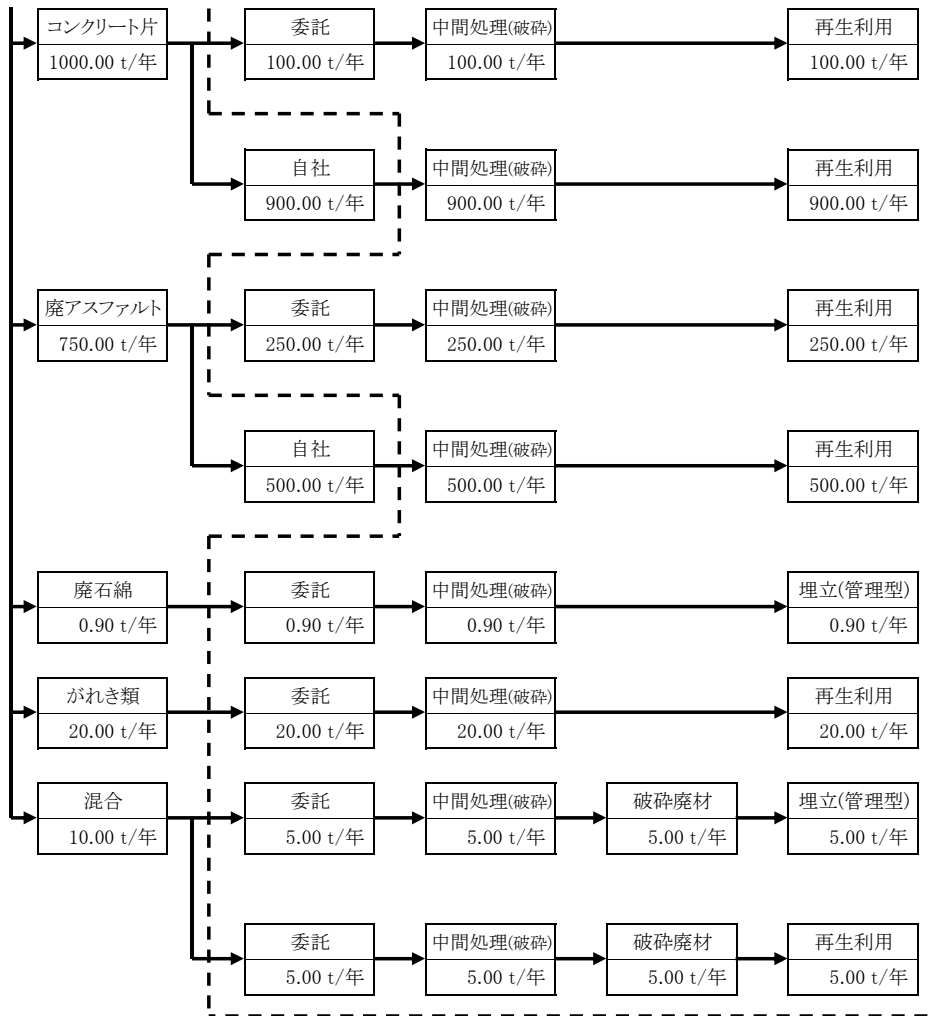 コンクリート片
1000.00 t/年
委託
100.00 t/年
中間処理(破砕)
100.00 t/年
再生利用
100.00 t/年
自社
900.00 t/年
中間処理(破砕)
900.00 t/年
再生利用
900.00 t/年
廃アスファルト
750.00 t/年
委託
250.00 t/年
中間処理(破砕)
250.00 t/年
再生利用
250.00 t/年
自社
500.00 t/年
中間処理(破砕)
500.00 t/年
再生利用
500.00 t/年
廃石綿
0.90 t/年
委託
0.90 t/年
中間処理(破砕)
0.90 t/年
埋立(管理型)
0.90 t/年
がれき類
20.00 t/年
委託
20.00 t/年
中間処理(破砕)
20.00 t/年
再生利用
20.00 t/年
混合
10.00 t/年
委託
5.00 t/年
中間処理(破砕)
5.00 t/年
破砕廃材
5.00 t/年
埋立(管理型)
5.00 t/年
委託
5.00 t/年
中間処理(破砕)
5.00 t/年
破砕廃材
5.00 t/年
再生利用
5.00 t/年